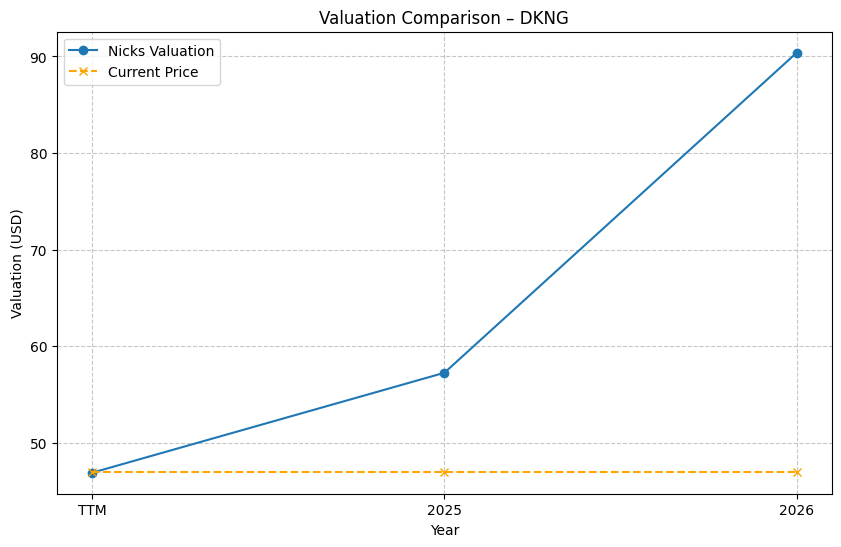 Valuation Comparison – DKNG
Nicks Valuation
Current Price
90
80
70
60
50
Valuation (USD)
TTM
2025
2026
Year